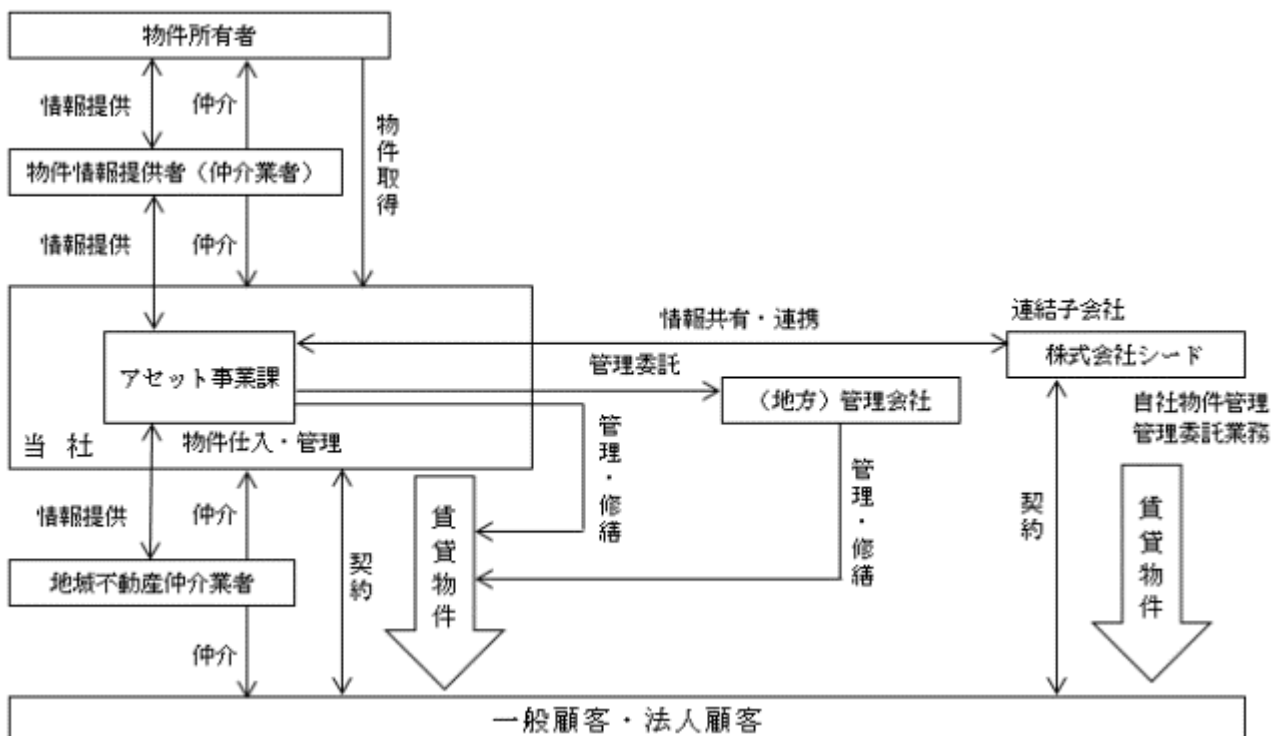 物件所有者
情報提供
仲介
物件取得
物件情報提供者（仲介業者）
情報提供
仲介
情報共有・連携
連結子会社
株式会社シード
アセット事業課
管理委託
（地方）管理会社
自社物件管理
管理委託業務
当 社
物件仕入・管理
管理・修繕
管理・修繕
情報提供
仲介
契約
賃貸物件
契約
賃貸物件
地域不動産仲介業者
仲介
一般顧客・法人顧客